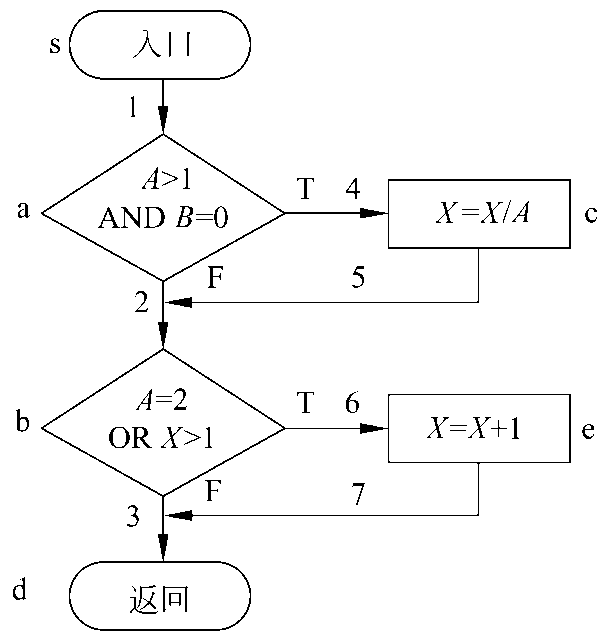 s 入口
1
A>1
AND B=0
a
T 4
X=X/A
c
F
5
2
A=2
OR X>1
b
T 6
X=X+1
e
F
7
3
d 返回